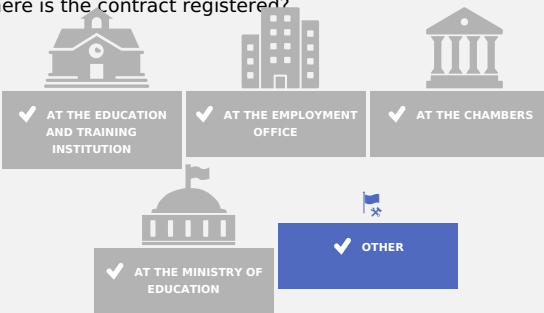 here is the contract registered?
AT THE EDUCATION
AND TRAINING
INSTITUTION
AT THE EMPLOYMENT
OFFICE
AT THE CHAMBERS
AT THE MINISTRY OF
EDUCATION
OTHER